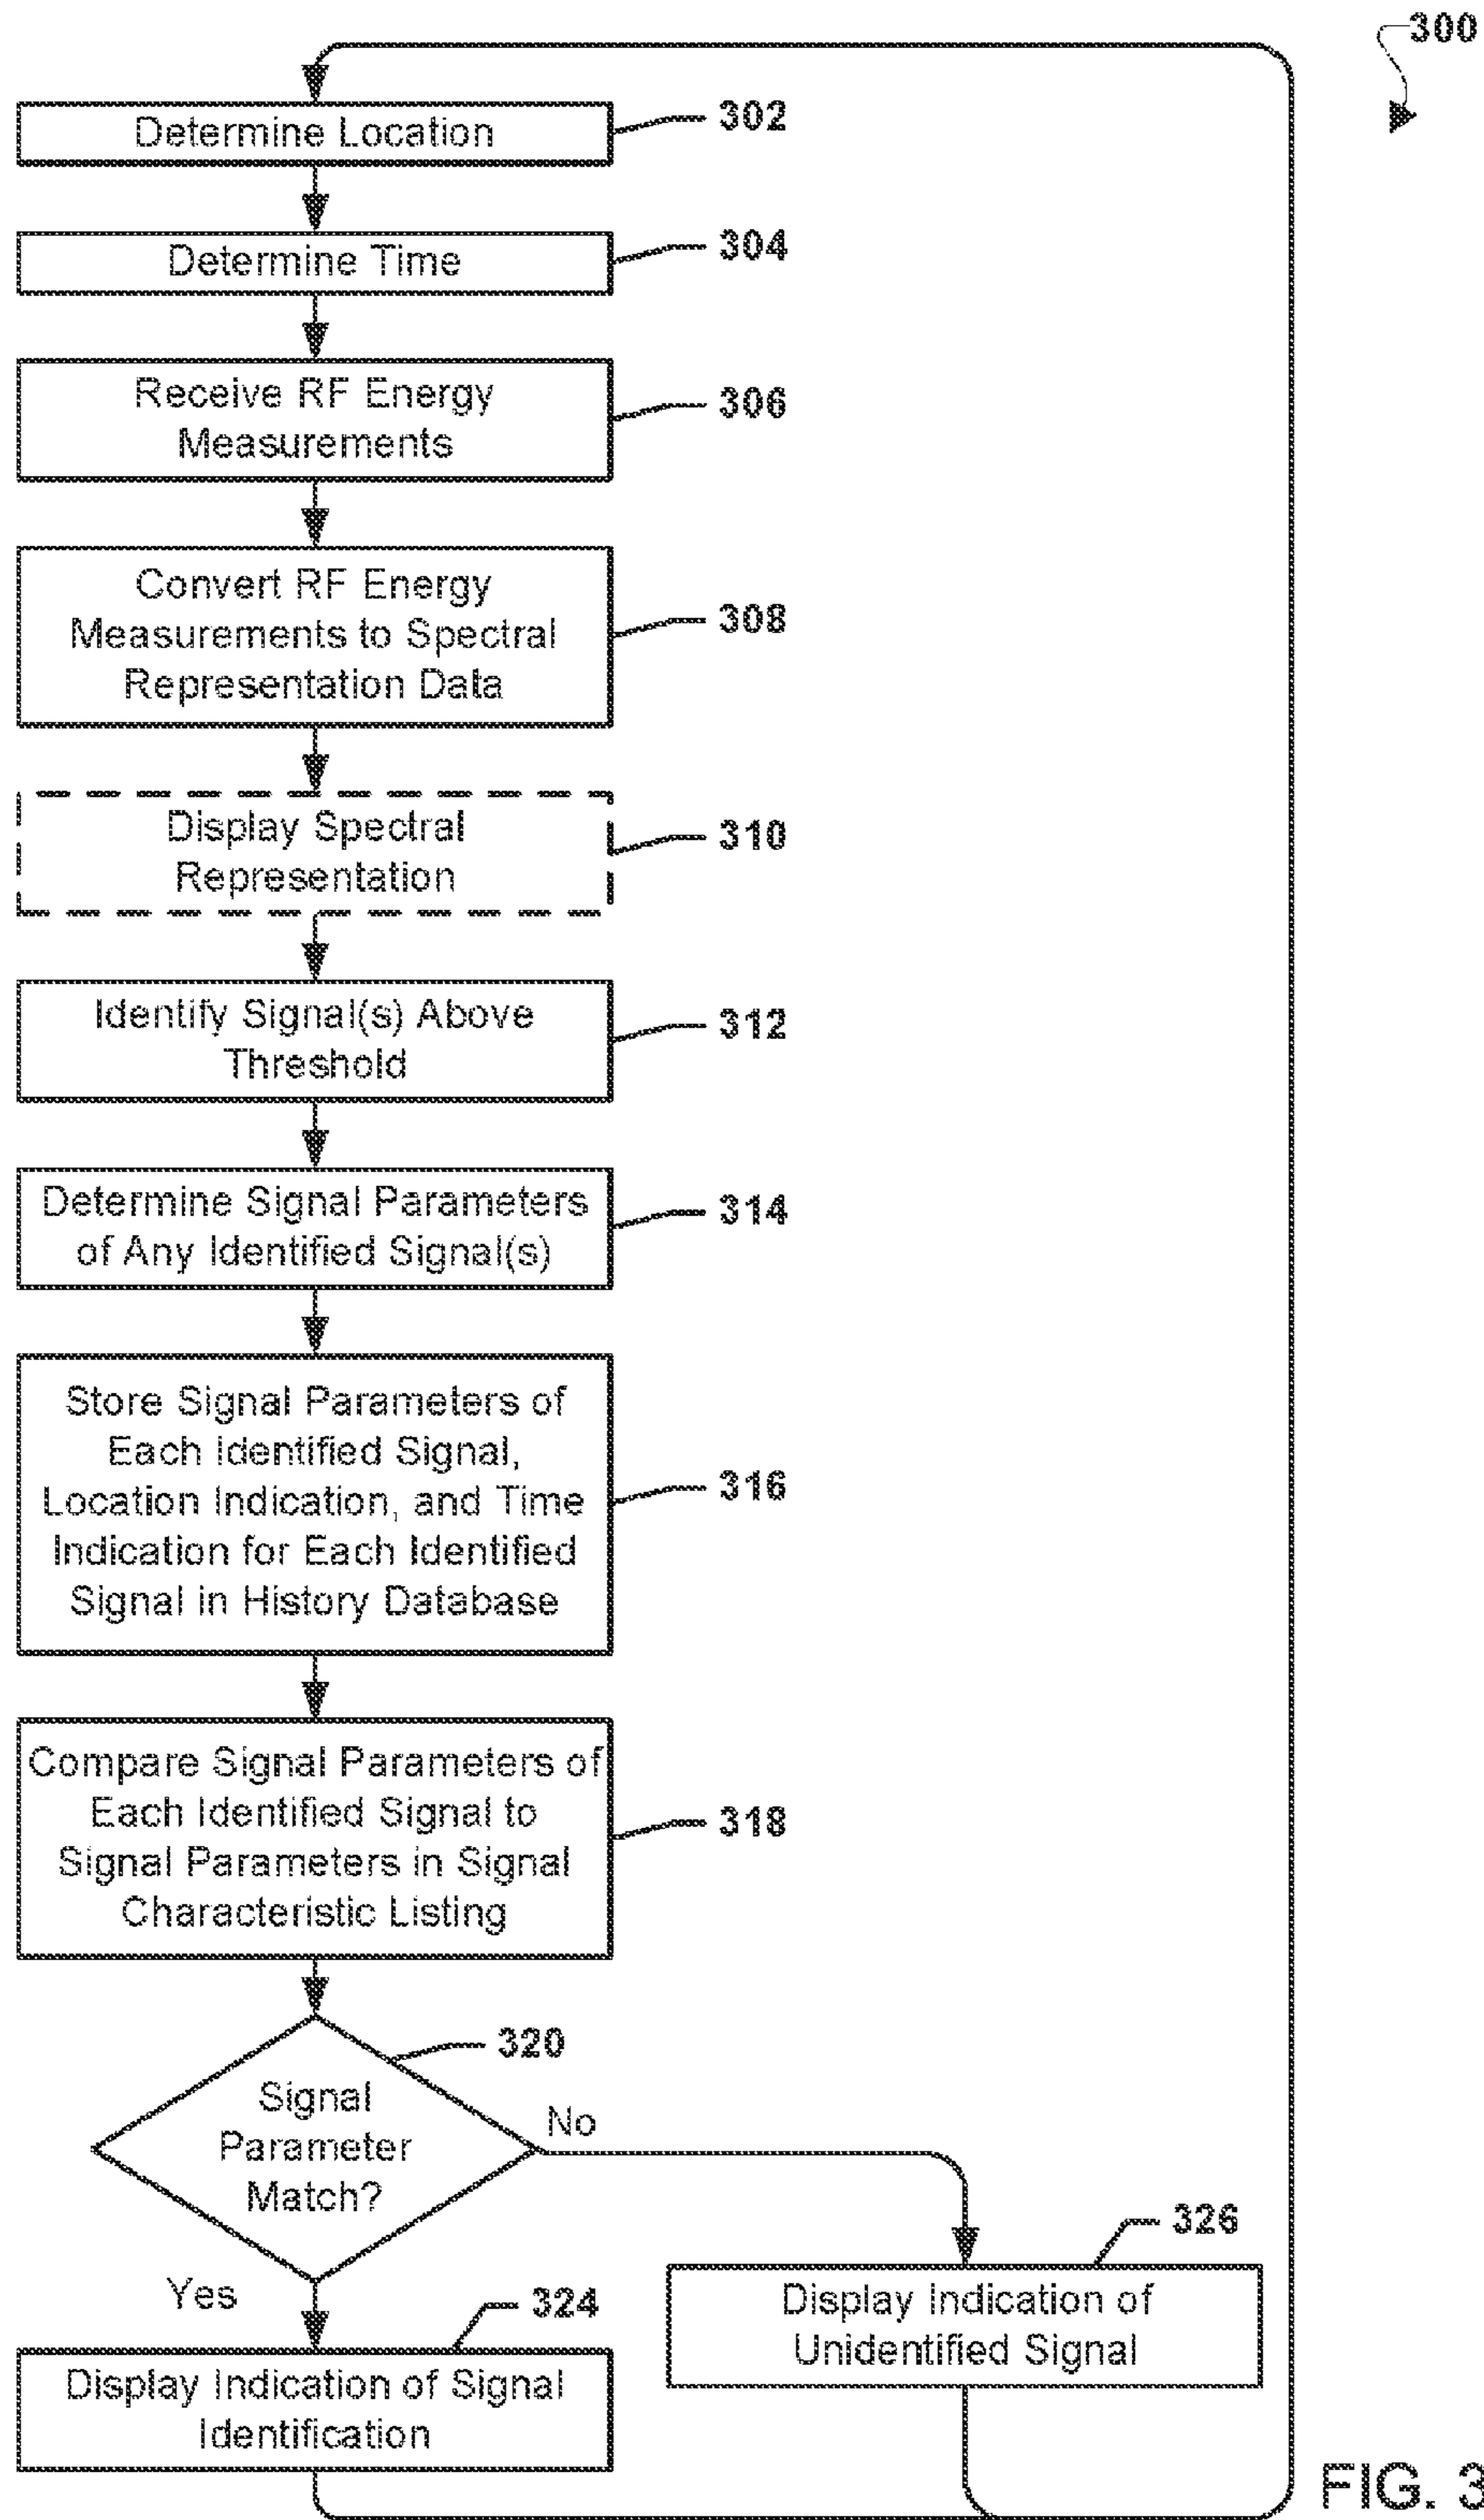 300
Determine Location
302
Determine Time
304
Receive RF Energy
Measurements
306
Convert RF Energy
Measurements to Spectral
Representation Data
308
Display Spectral
Representation
310
Identify Signal(s) Above
Threshold
312
Determine Signal Parameters
of Any Identified Signal(s)
314
Store Signal Parameters of
Each Identified Signal,
Location Indication, and Time
Indication for Each Identified
Signal in History Database
316
Compare Signal Parameters of
Each Identified Signal to
Signal Parameters in Signal
Characteristic Listing
318
320
Signal
Parameter
Match?
No
Yes
326
Display Indication of
Unidentified Signal
324
Display Indication of Signal
Identification
FIG. 3